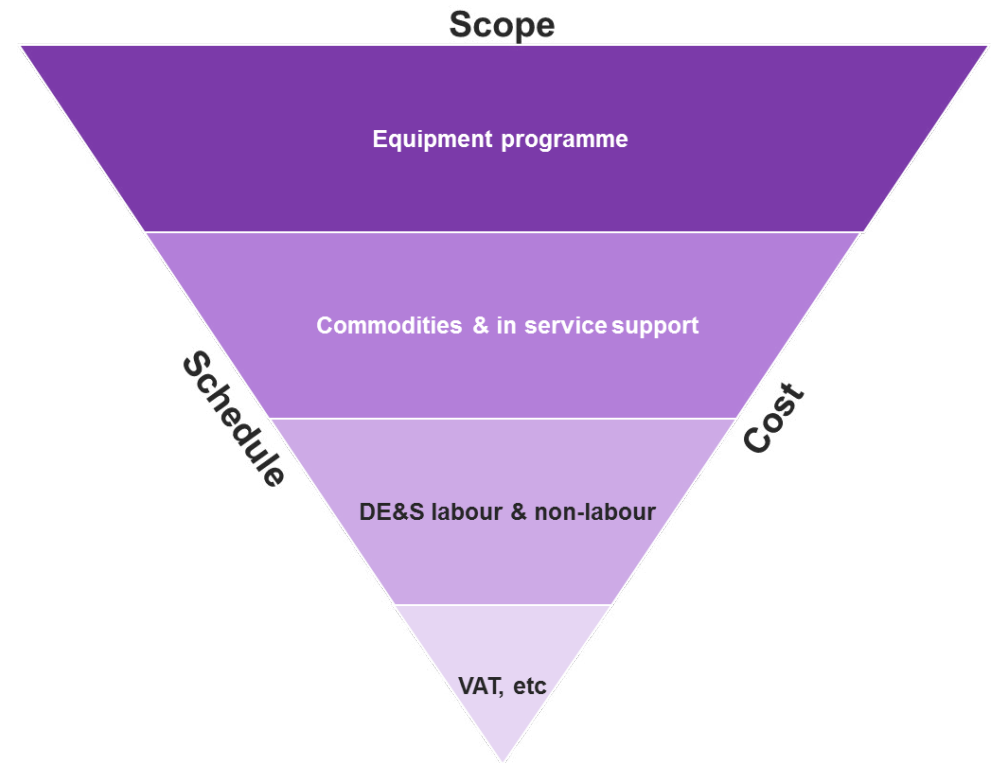 Scope
Equipment programme
Commodities & in service support
Schedule
Cost
DE&S labour & non-labour
VAT, etc